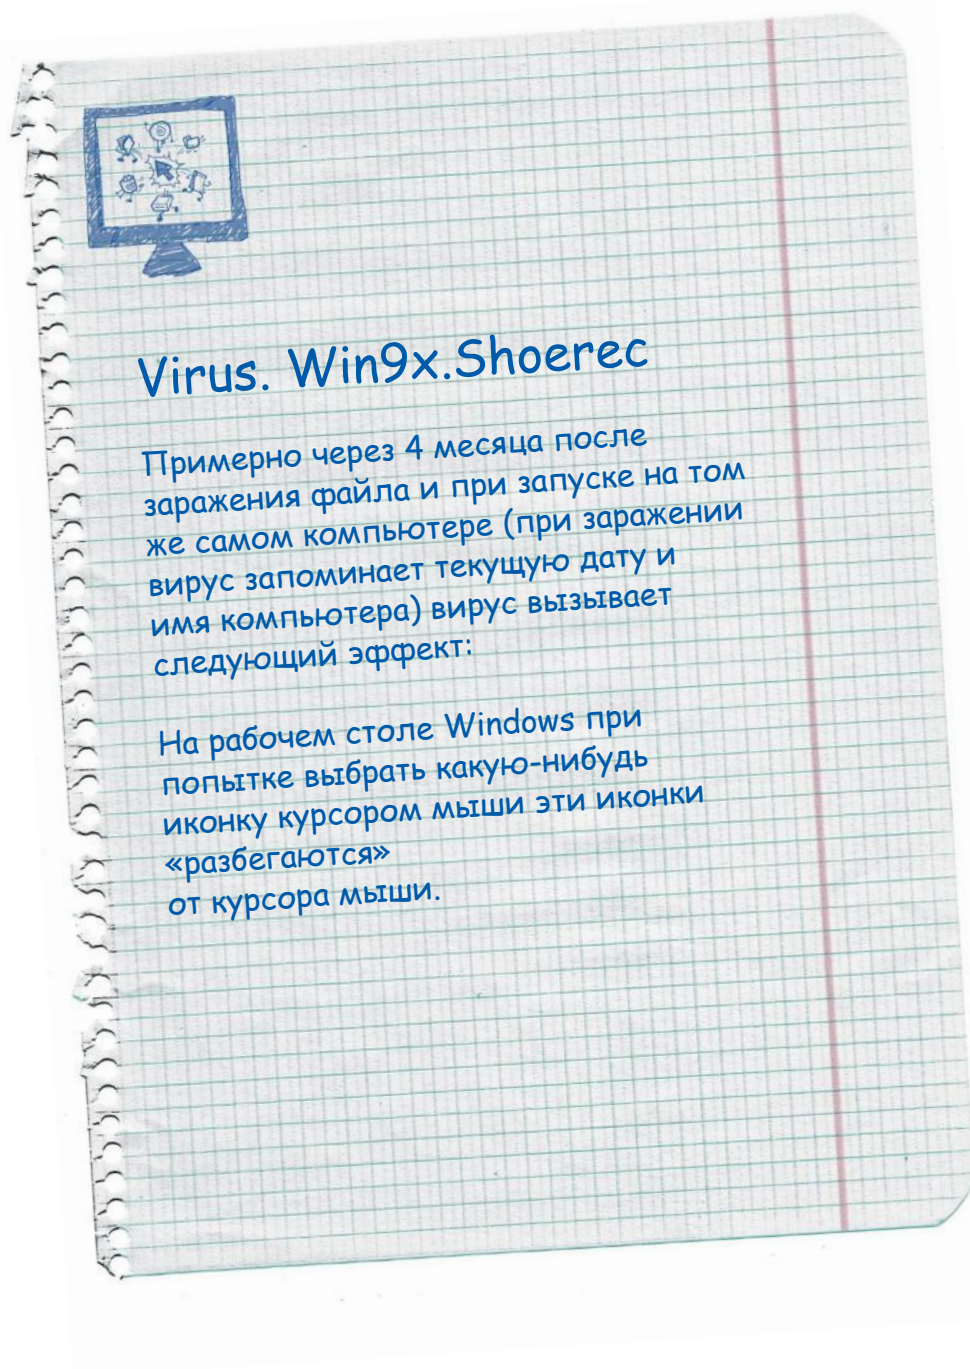 Virus. Win9x.Shoerec
Примерно через 4 месяца после
заражения файла и при запуске на том
же самом компьютере (при заражении
вирус запоминает текущую дату и
имя компьютера) вирус вызывает
следующий эффект:
На рабочем столе Windows при
попытке выбрать какую-нибудь
иконку курсором мыши эти иконки
«разбегаются»
от курсора мыши.